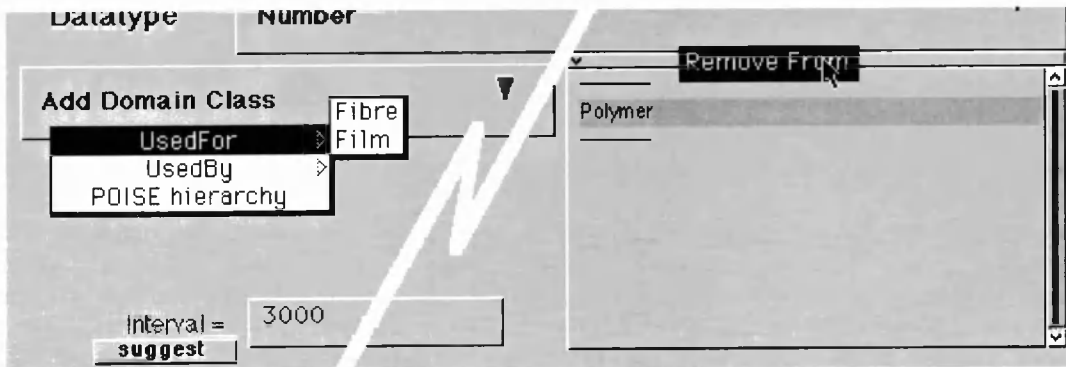 Datatype
Number
Add Domain Class
UsedFor
UsedBy
POISE hierarchy
Fibre
Film
Interval =
3000
suggest
Remove From
Polymer